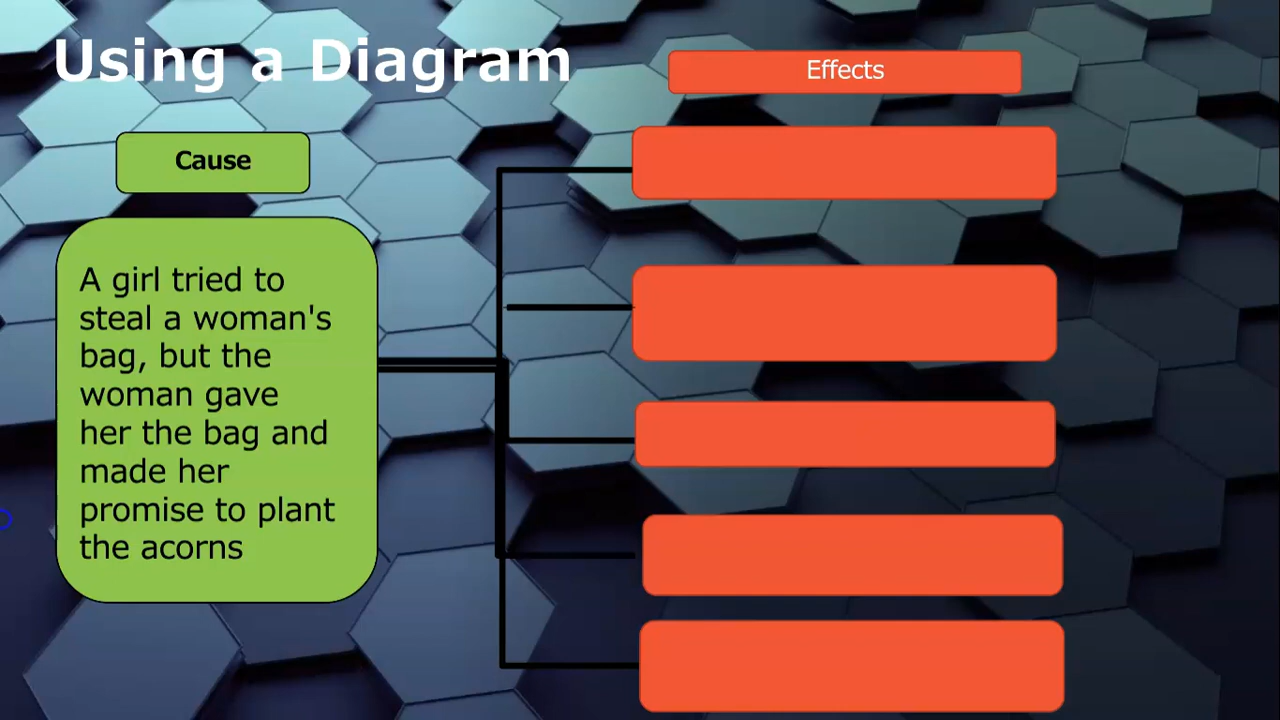 Using a Diagram
Effects
Cause
A girl tried to
steal a woman's
bag, but the
woman gave
her the bag and
made her
promise to plant
the acorns